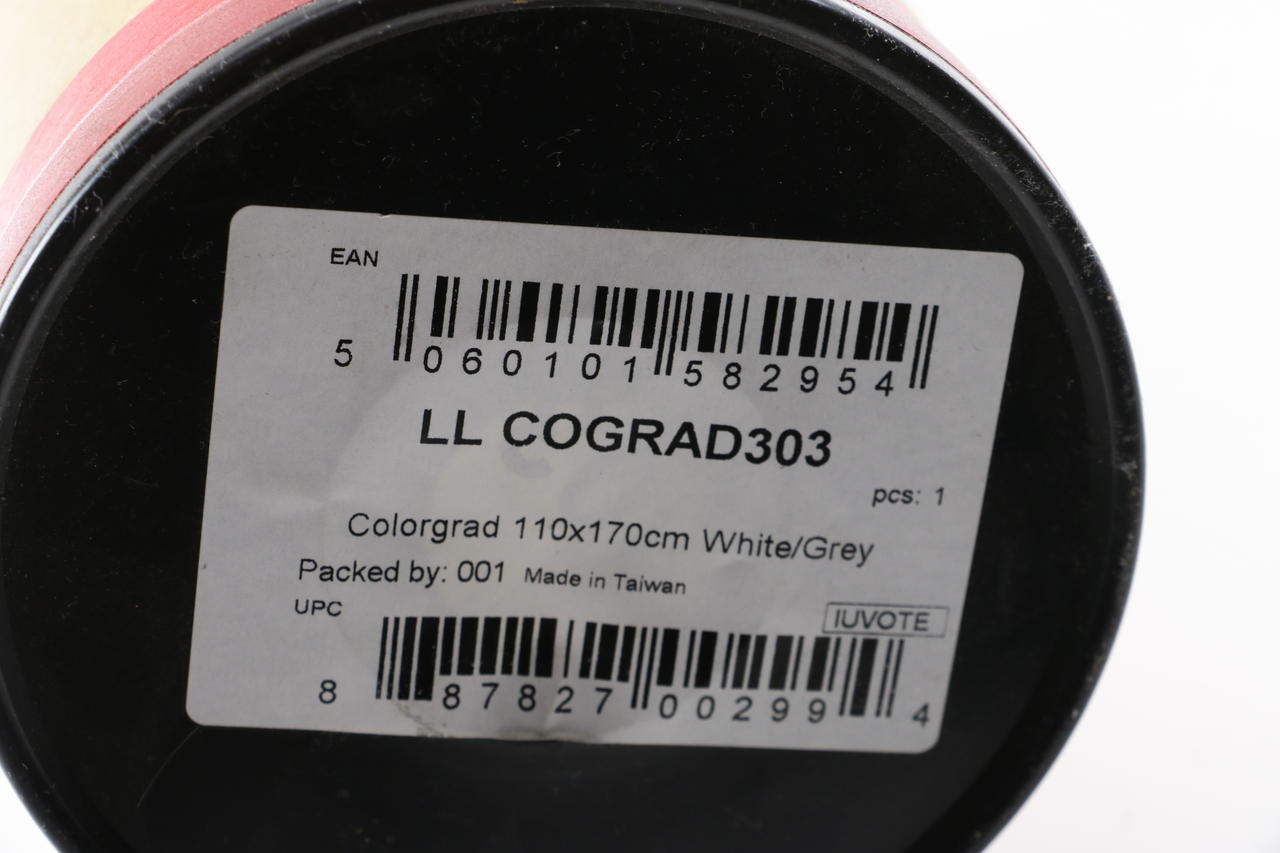 EAN
5 060101 582954
LL COGRAD303
pcs: 1
Colorgrad 110x170cm White/Grey
Packed by: 001 Made in Taiwan
UPC
IUVOTE
8 87827 00299 4